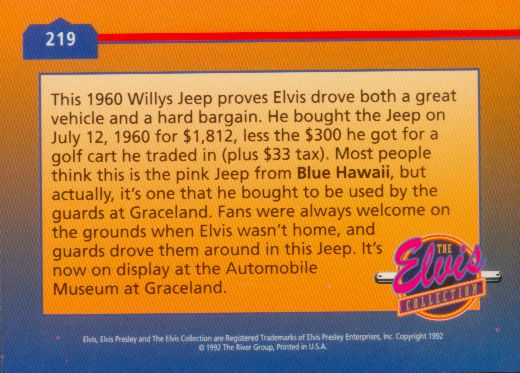 219
This 1960 Willys Jeep proves Elvis drove both a great
vehicle and a hard bargain. He bought the Jeep on
July 12, 1960 for $1,812, less the $300 he got for a
golf cart he traded in (plus $33 tax). Most people
think this is the pink Jeep from Blue Hawaii, but
actually, it's one that he bought to be used by the
guards at Graceland. Fans were always welcome on
the grounds when Elvis wasn't home, and
guards drove them around in this Jeep. It's
now on display at the Automobile
Museum at Graceland.
THE
Elvis
COLLECTION
Elvis, Elvis Presley and The Elvis Collection are Registered Trademarks of Elvis Presley Enterprises, Inc. Copyright 1992
© 1992 The River Group, Printed in U.S.A.